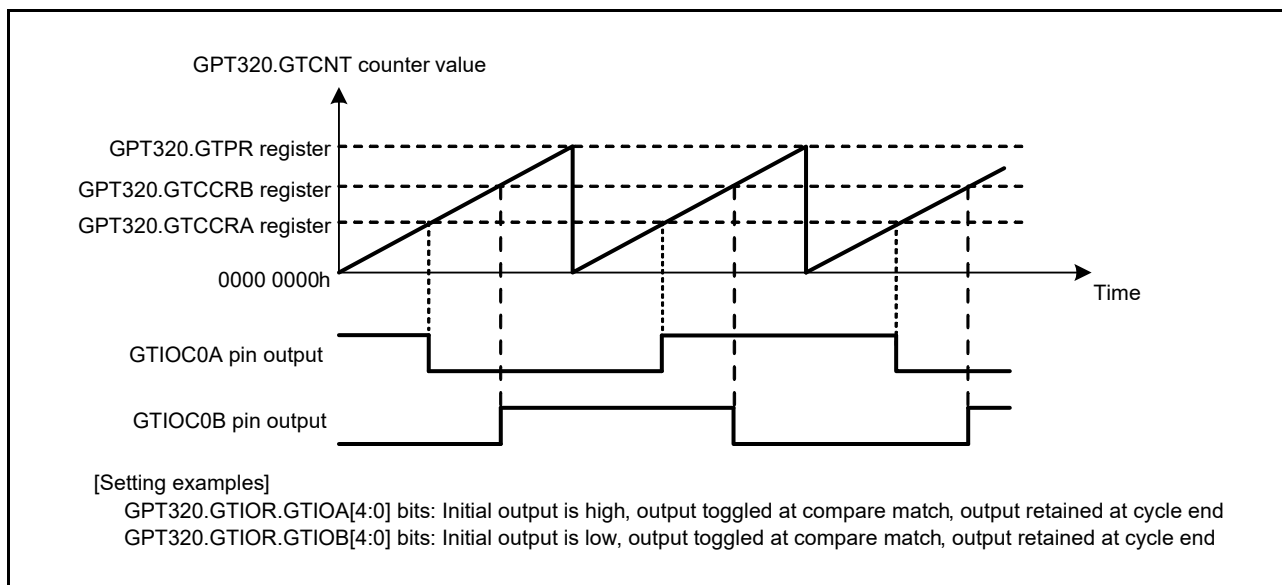 GPT320.GTCNT counter value
GPT320.GTPR register
GPT320.GTCCRB register
GPT320.GTCCRA register
0000 0000h
Time
GTIOC0A pin output
GTIOC0B pin output
[Setting examples]
GPT320.GTIOR.GTIOA[4:0] bits: Initial output is high, output toggled at compare match, output retained at cycle end
GPT320.GTIOR.GTIOB[4:0] bits: Initial output is low, output toggled at compare match, output retained at cycle end